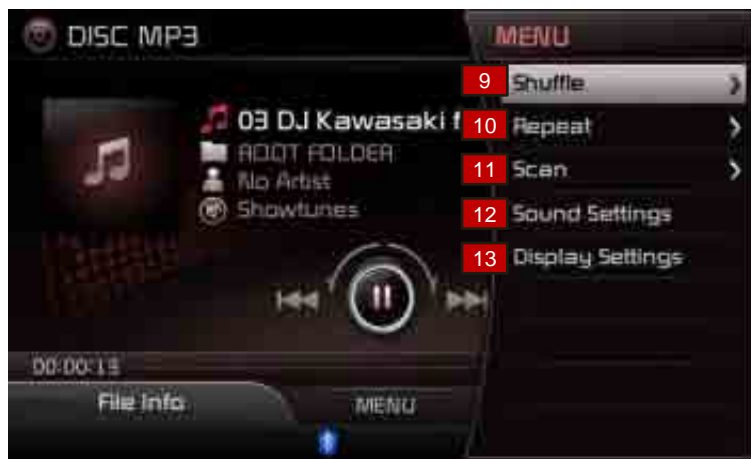 DISC MP3
03 DJ Kawasaki f
ROOT FOLDER
No Artist
Showtunes
00:00:15
File Info
MENU
MENU
9 Shuffle
10 Repeat
11 Scan
12 Sound Settings
13 Display Settings